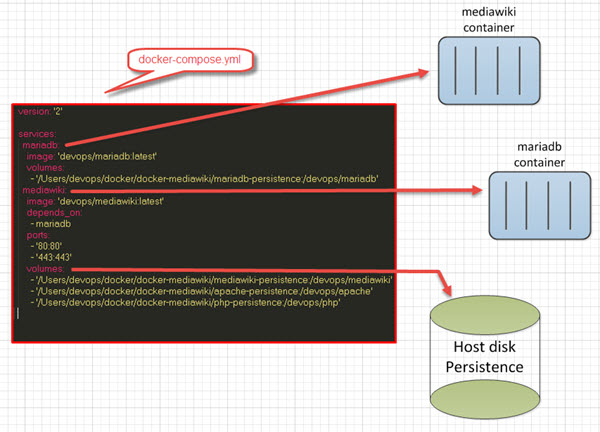 mediawiki
container
docker-compose.yml
version: '2'
services:
mariadb:
image: 'devops/mariadb:latest'
volumes:
- '/Users/devops/docker/docker-mediawiki/mariadb-persistence:/devops/mariadb'
mediawiki:
image: 'devops/mediawiki:latest'
depends_on:
- mariadb
ports:
- '80:80'
- '443:443'
volumes:
- '/Users/devops/docker/docker-mediawiki/mediawiki-persistence:/devops/mediawiki'
- '/Users/devops/docker/docker-mediawiki/apache-persistence:/devops/apache'
- '/Users/devops/docker/docker-mediawiki/php-persistence:/devops/php'
mariadb
container
Host disk
Persistence